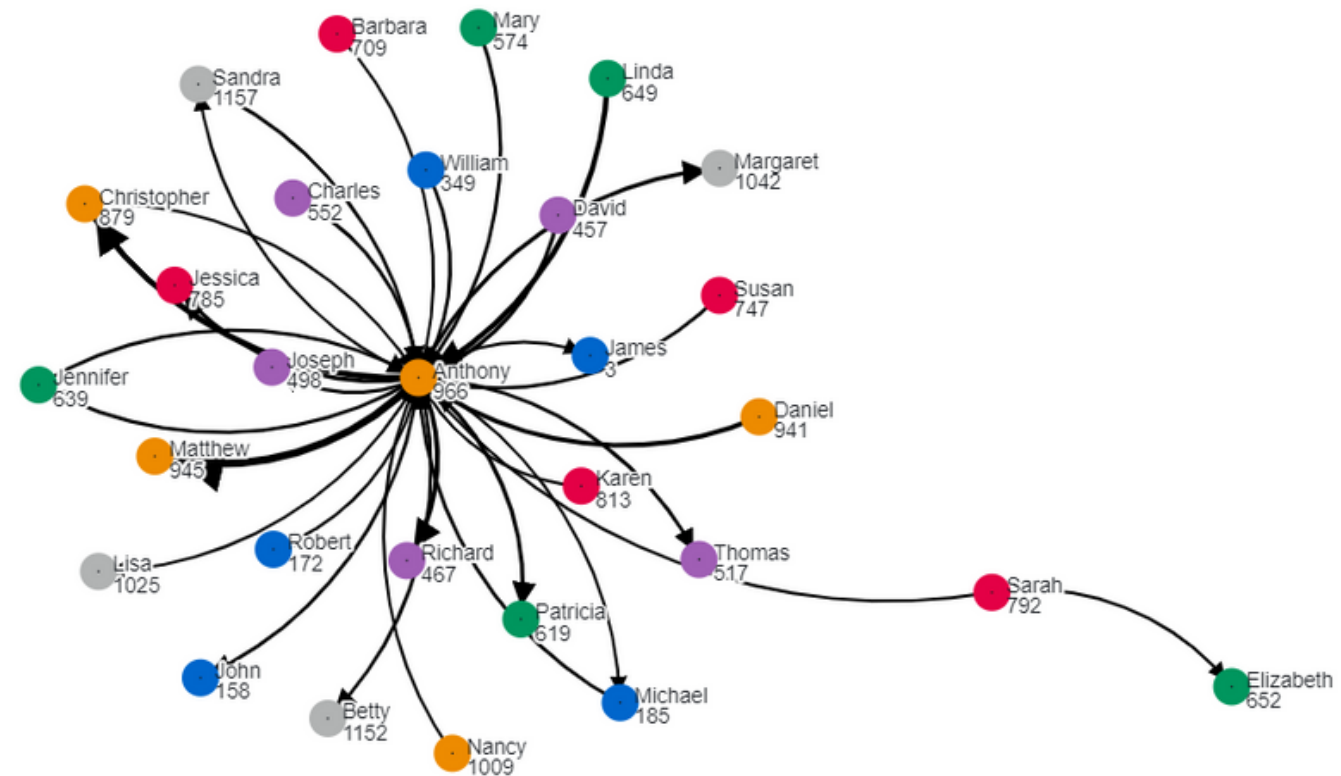 Barbara
709
Mary
574
Sandra
1157
Linda
649
William
349
Margaret
1042
Christopher
879
Charles
552
David
457
Jessica
785
Susan
747
Joseph
498
Anthony
966
James
3
Jennifer
639
Daniel
941
Matthew
945
Karen
813
Lisa
1025
Robert
172
Richard
467
Thomas
517
Sarah
792
Patricia
619
John
158
Betty
1152
Michael
185
Elizabeth
652
Nancy
1009